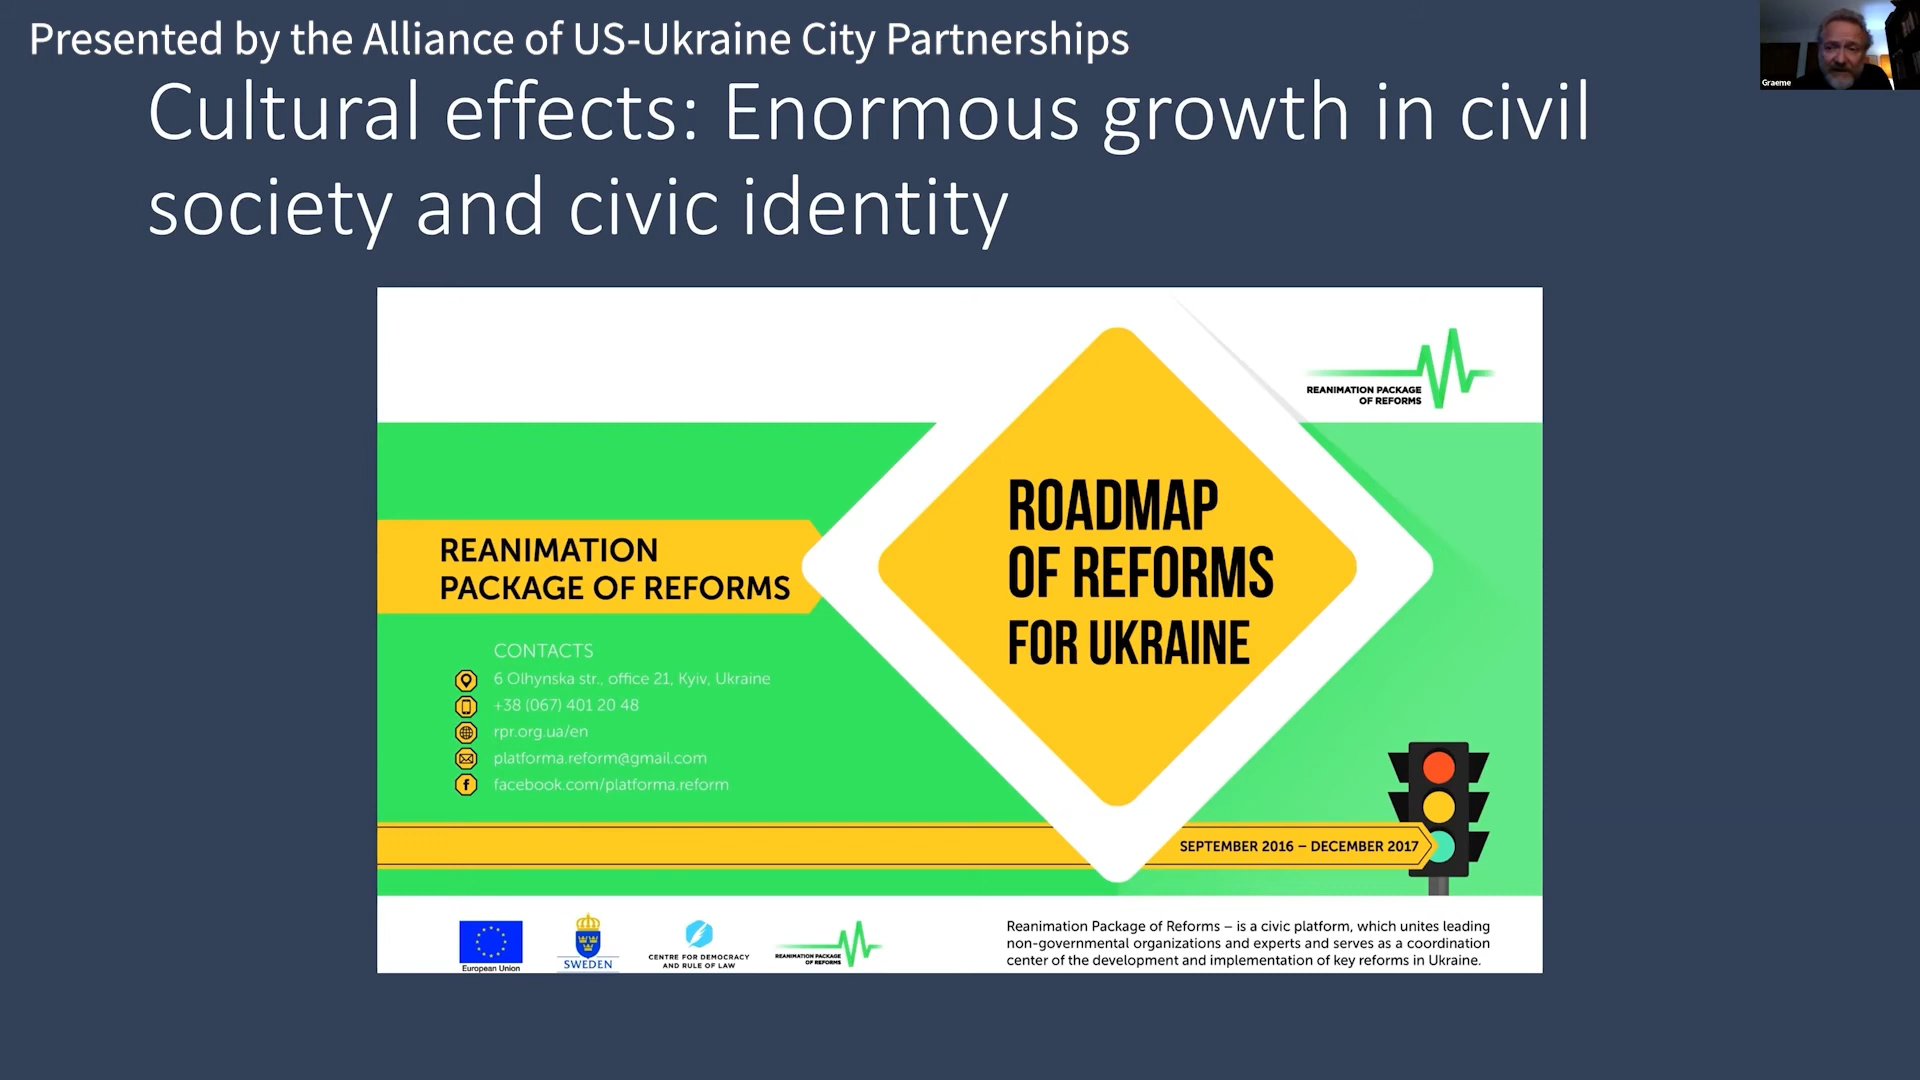 Presented by the Alliance of US-Ukraine City Partnerships
Graeme
Cultural effects: Enormous growth in civil
society and civic identity
REANIMATION PACKAGE
OF REFORMS
ROADMAP
OF REFORMS
FOR UKRAINE
REANIMATION
PACKAGE OF REFORMS
CONTACTS
6 Olhynska str., office 21, Kyiv, Ukraine
+38 (067) 401 20 48
rpr.org.ua/en
platforma.reform@gmail.com
facebook.com/platforma.reform
SEPTEMBER 2016 – DECEMBER 2017
European Union
SWEDEN
CENTRE FOR DEMOCRACY
AND RULE OF LAW
REANIMATION PACKAGE
OF REFORMS
Reanimation Package of Reforms – is a civic platform, which unites leading
non-governmental organizations and experts and serves as a coordination
center of the development and implementation of key reforms in Ukraine.